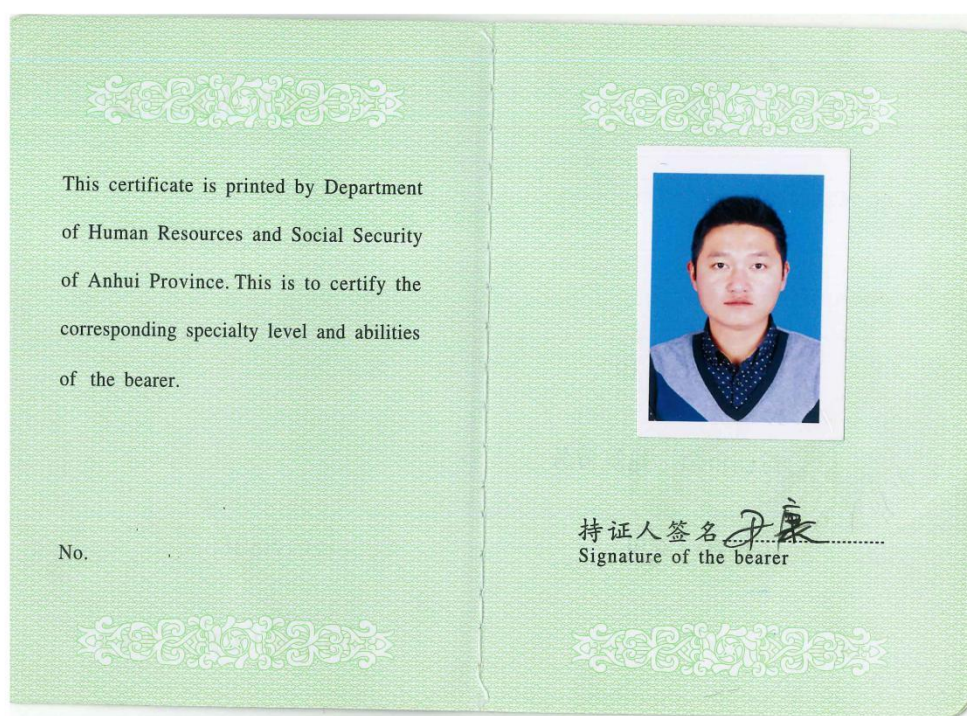 This certificate is printed by Department
of Human Resources and Social Security
of Anhui Province. This is to certify the
corresponding specialty level and abilities
of the bearer.
No.
持证人签名 尹康
Signature of the bearer